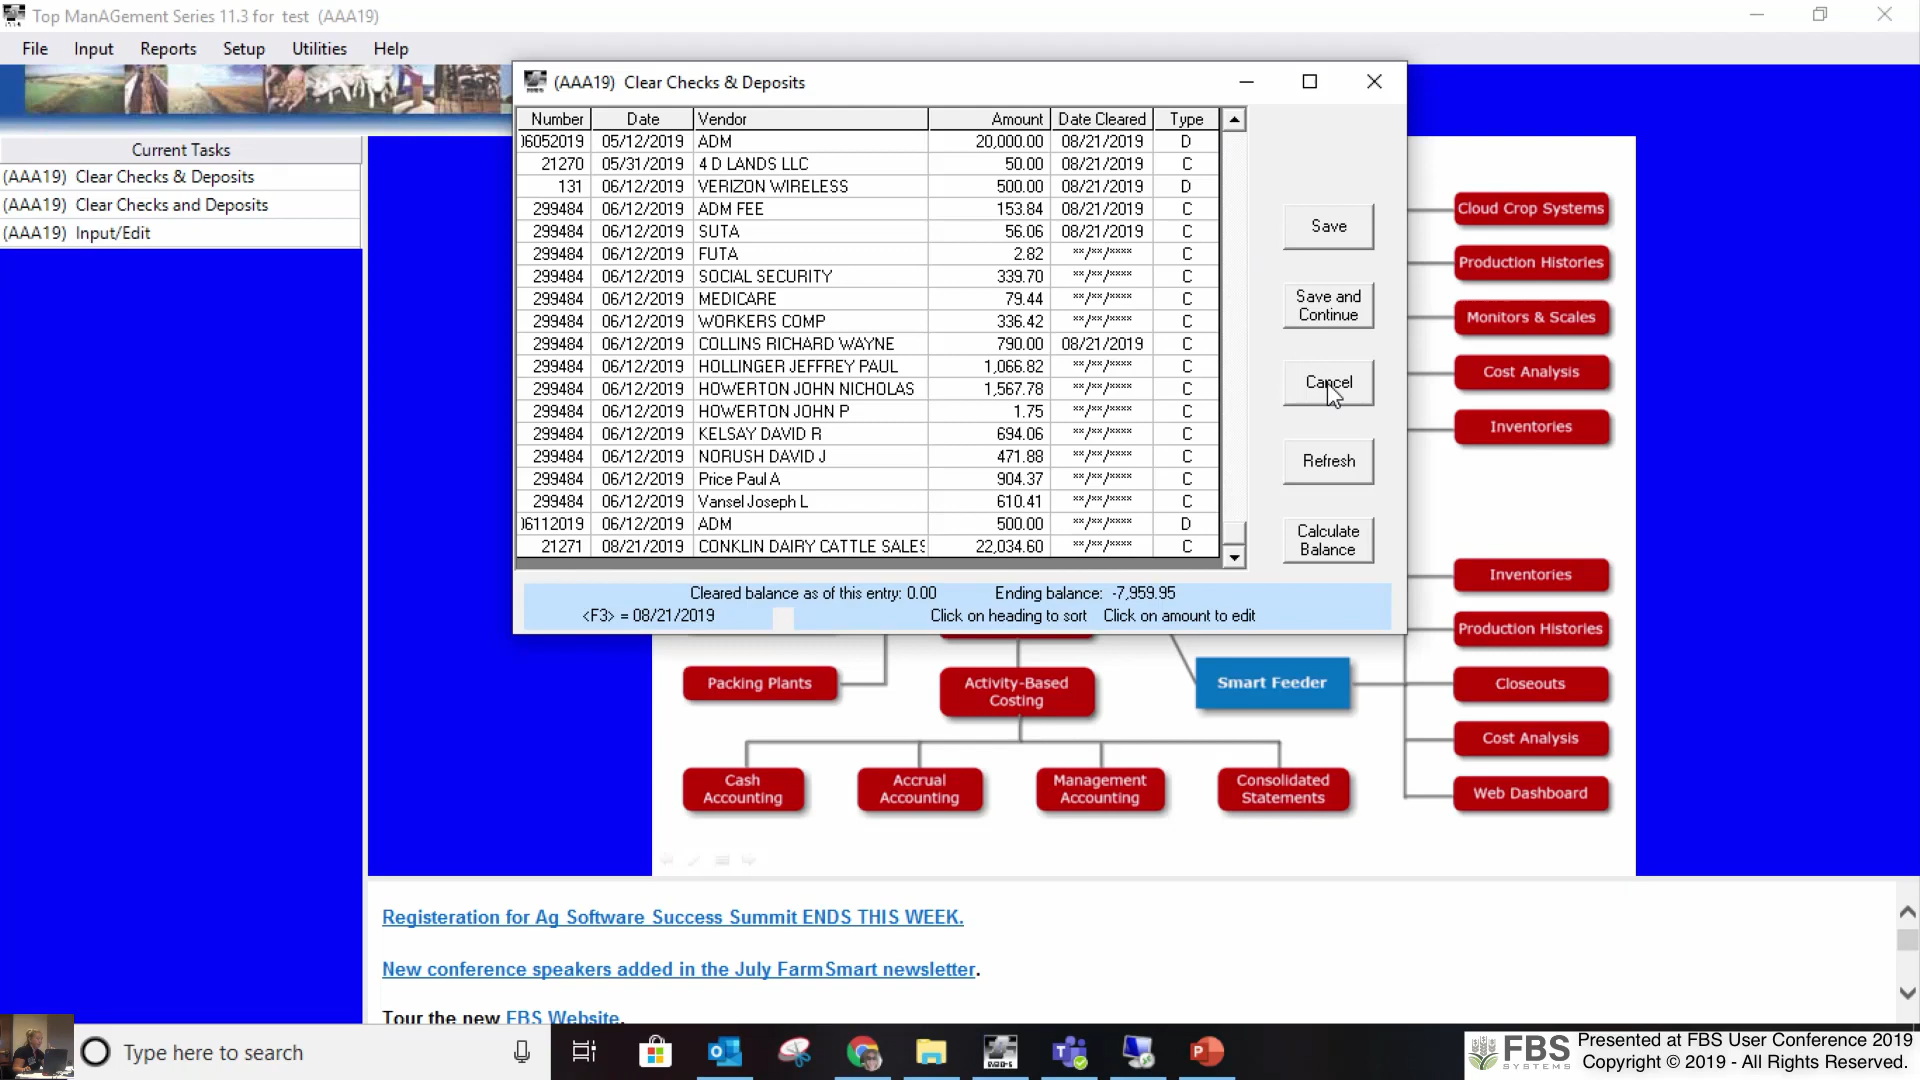 Top ManAGement Series 11.3 for test (AAA19)
File Input Reports Setup Utilities Help
(AAA19) Clear Checks & Deposits
Number Date Vendor Amount Date Cleared Type
)6052019 05/12/2019 ADM 20,000.00 08/21/2019 D
21270 05/31/2019 4 D LANDS LLC 50.00 08/21/2019 C
131 06/12/2019 VERIZON WIRELESS 500.00 08/21/2019 D
299484 06/12/2019 ADM FEE 153.84 08/21/2019 C
299484 06/12/2019 SUTA 56.06 08/21/2019 C
299484 06/12/2019 FUTA 2.82 **/**/**** C
299484 06/12/2019 SOCIAL SECURITY 339.70 **/**/**** C
299484 06/12/2019 MEDICARE 79.44 **/**/**** C
299484 06/12/2019 WORKERS COMP 336.42 **/**/**** C
299484 06/12/2019 COLLINS RICHARD WAYNE 790.00 08/21/2019 C
299484 06/12/2019 HOLLINGER JEFFREY PAUL 1,066.82 **/**/**** C
299484 06/12/2019 HOWERTON JOHN NICHOLAS 1,567.78 **/**/**** C
299484 06/12/2019 HOWERTON JOHN P 1.75 **/**/**** C
299484 06/12/2019 KELSAY DAVID R 694.06 **/**/**** C
299484 06/12/2019 NORUSH DAVID J 471.88 **/**/**** C
299484 06/12/2019 Price Paul A 904.37 **/**/**** C
299484 06/12/2019 Vansel Joseph L 610.41 **/**/**** C
)6112019 06/12/2019 ADM 500.00 **/**/**** D
21271 08/21/2019 CONKLIN DAIRY CATTLE SALES 22,034.60 **/**/**** C
Save
Save and
Continue
Cancel
Refresh
Calculate
Balance
Cleared balance as of this entry: 0.00 Ending balance: -7,959.95
<F3> = 08/21/2019 Click on heading to sort Click on amount to edit
Current Tasks
(AAA19) Clear Checks & Deposits
(AAA19) Clear Checks and Deposits
(AAA19) Input/Edit
Cloud Crop Systems
Production Histories
Monitors & Scales
Cost Analysis
Inventories
Inventories
Production Histories
Closeouts
Cost Analysis
Web Dashboard
Packing Plants
Activity-Based
Costing
Smart Feeder
Cash
Accounting
Accrual
Accounting
Management
Accounting
Consolidated
Statements
Registeration for Ag Software Success Summit ENDS THIS WEEK.
New conference speakers added in the July FarmSmart newsletter.
Tour the new FBS Website.
Type here to search
FBS
SYSTEMS
Presented at FBS User Conference 2019
Copyright © 2019 - All Rights Reserved.